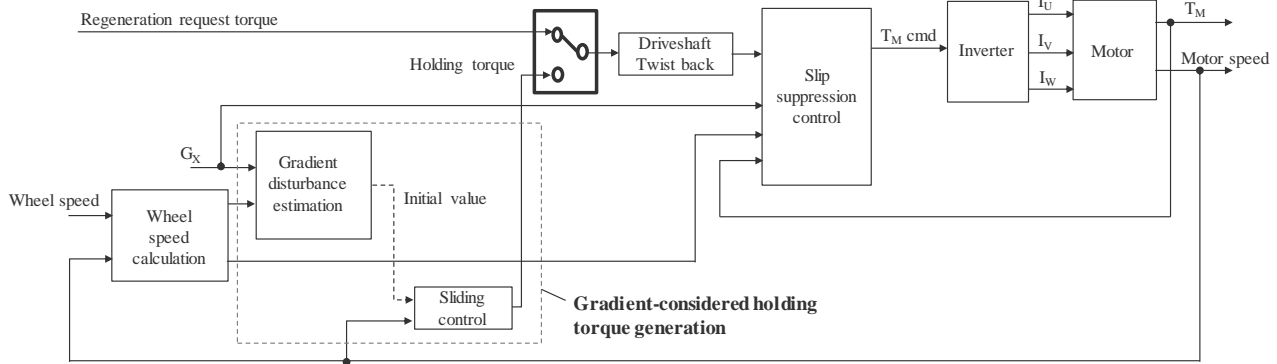 Regeneration request torque
Holding torque
Driveshaft
Twist back
Slip
suppression
control
T_M cmd
Inverter
I_U
I_V
I_W
Motor
T_M
Motor speed
G_X
Gradient
disturbance
estimation
Initial value
Wheel speed
Wheel
speed
calculation
Sliding
control
Gradient-considered holding
torque generation